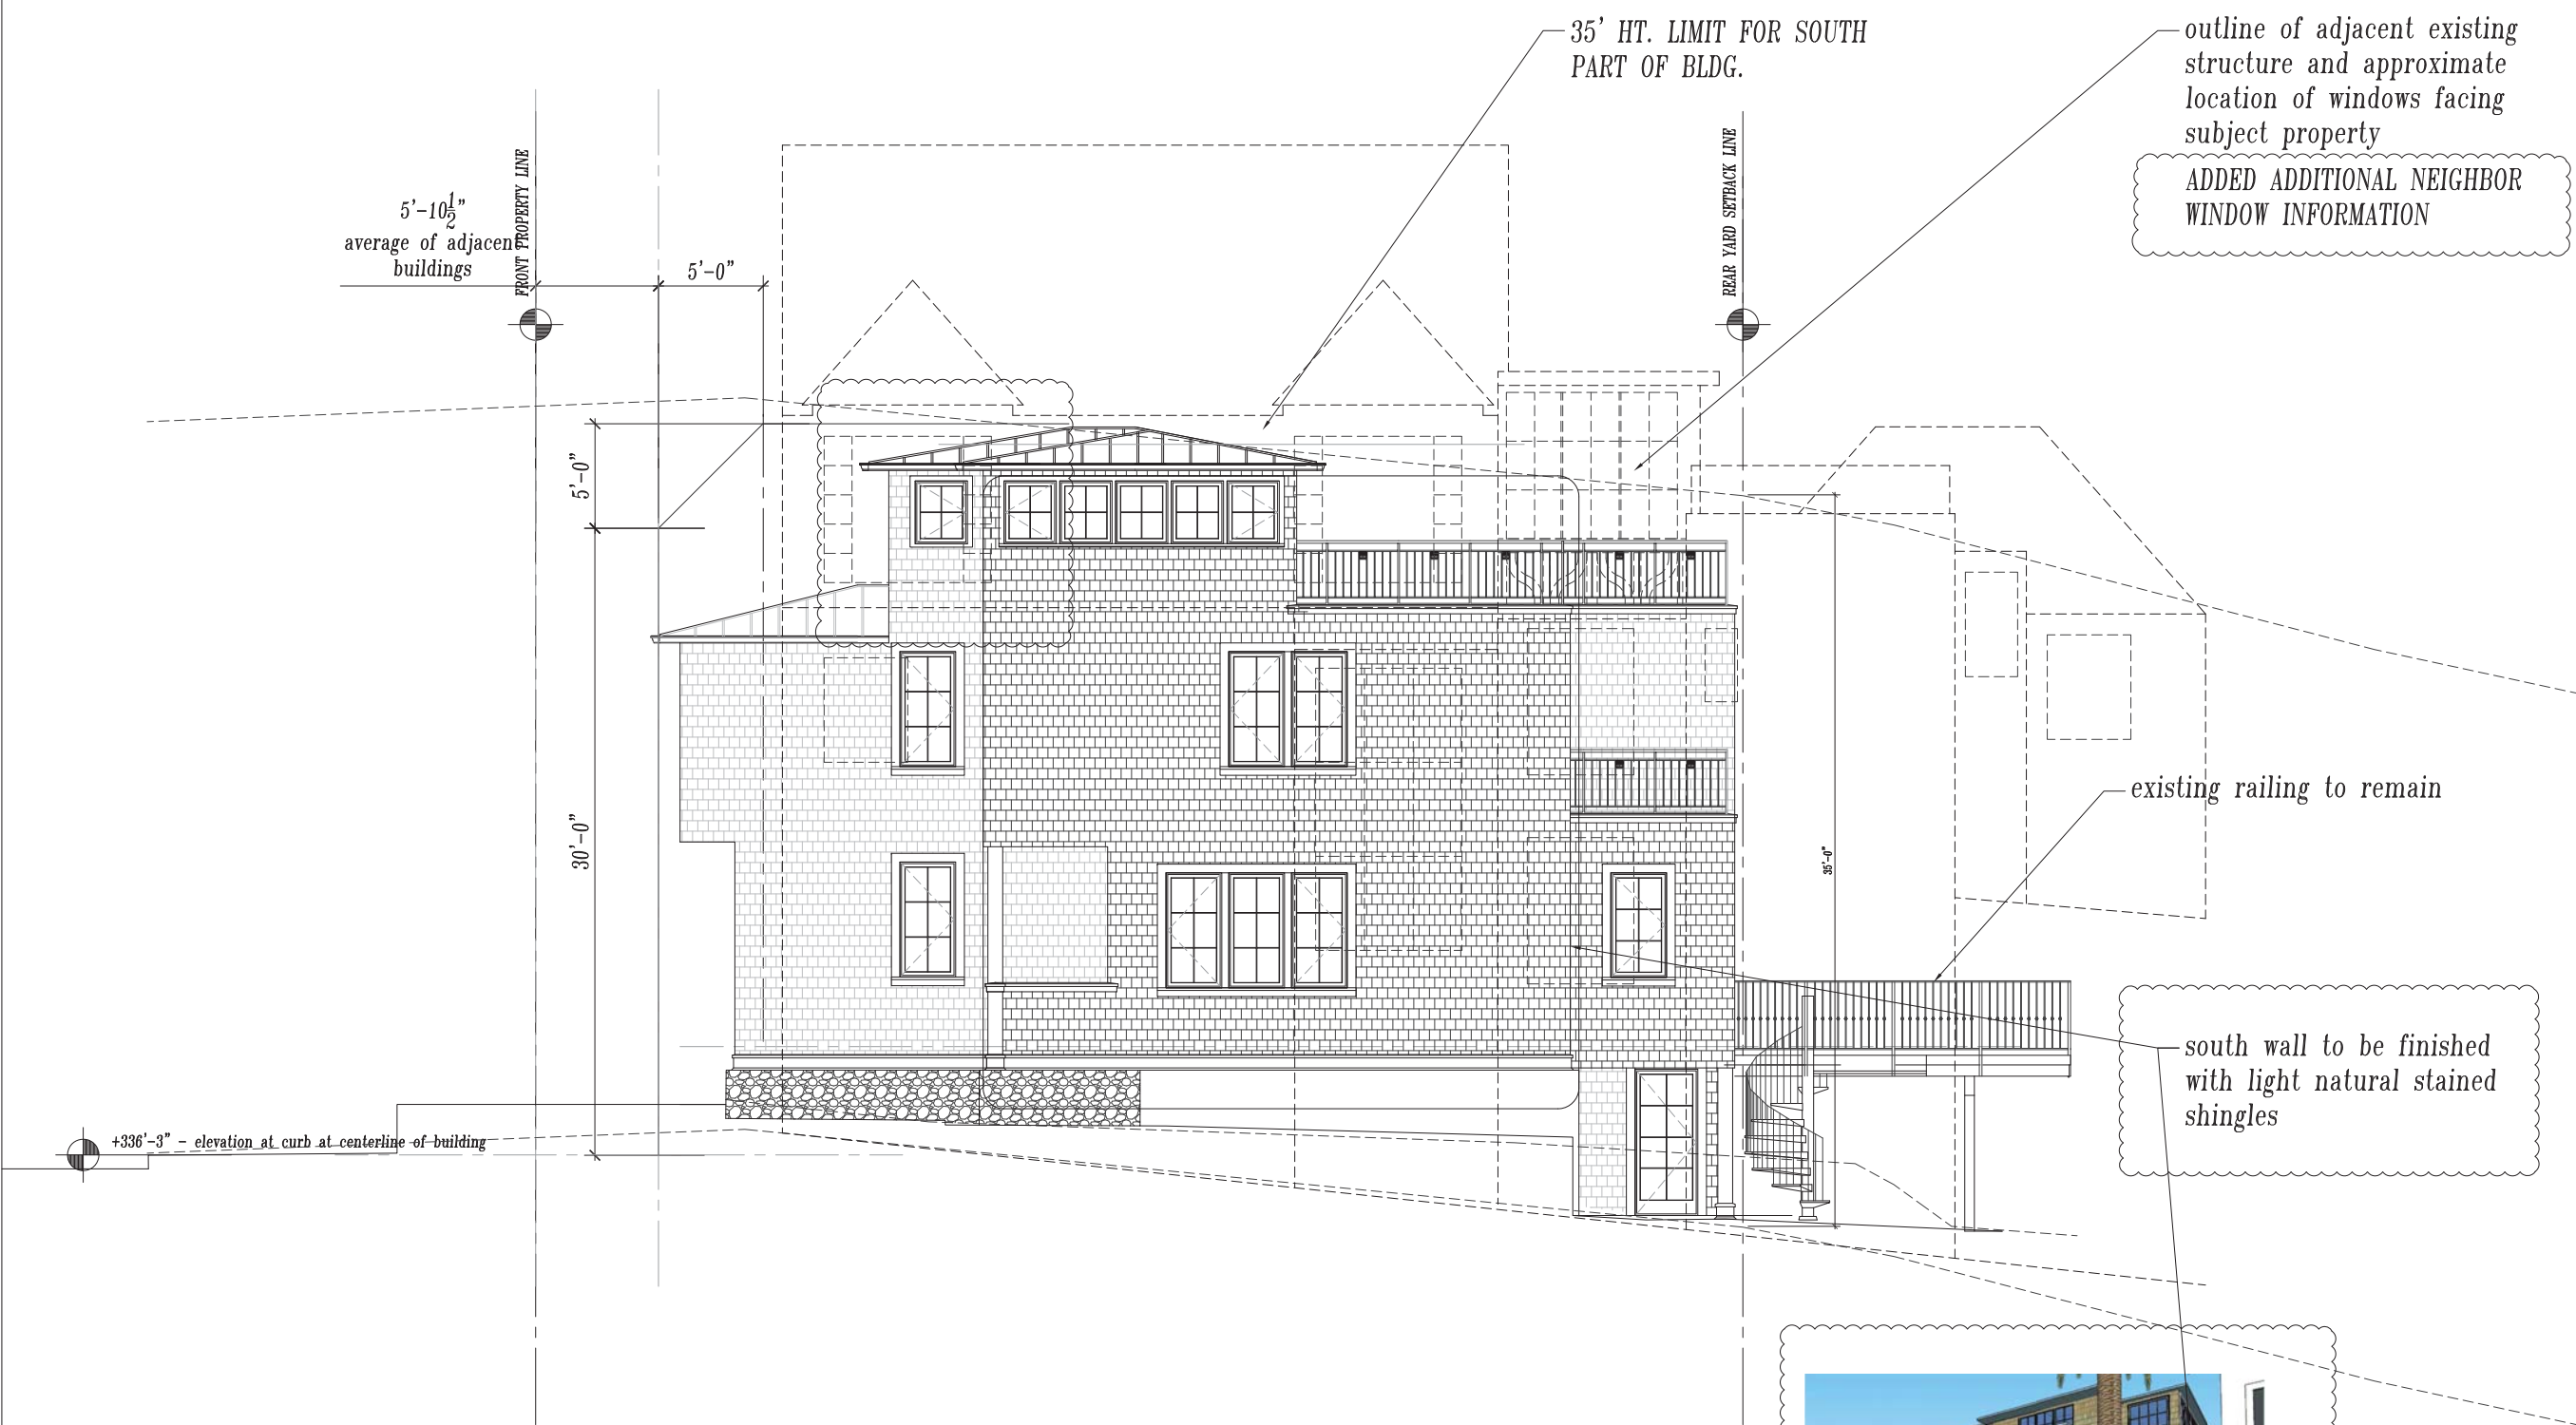 35' HT. LIMIT FOR SOUTH
PART OF BLDG.
outline of adjacent existing
structure and approximate
location of windows facing
subject property
ADDED ADDITIONAL NEIGHBOR
WINDOW INFORMATION
FRONT PROPERTY LINE
REAR YARD SETBACK LINE
5'-10 1/2"
average of adjacent
buildings
5'-0"
5'-0"
30'-0"
35'-0"
existing railing to remain
south wall to be finished
with light natural stained
shingles
+336'-3" - elevation at curb at centerline of building